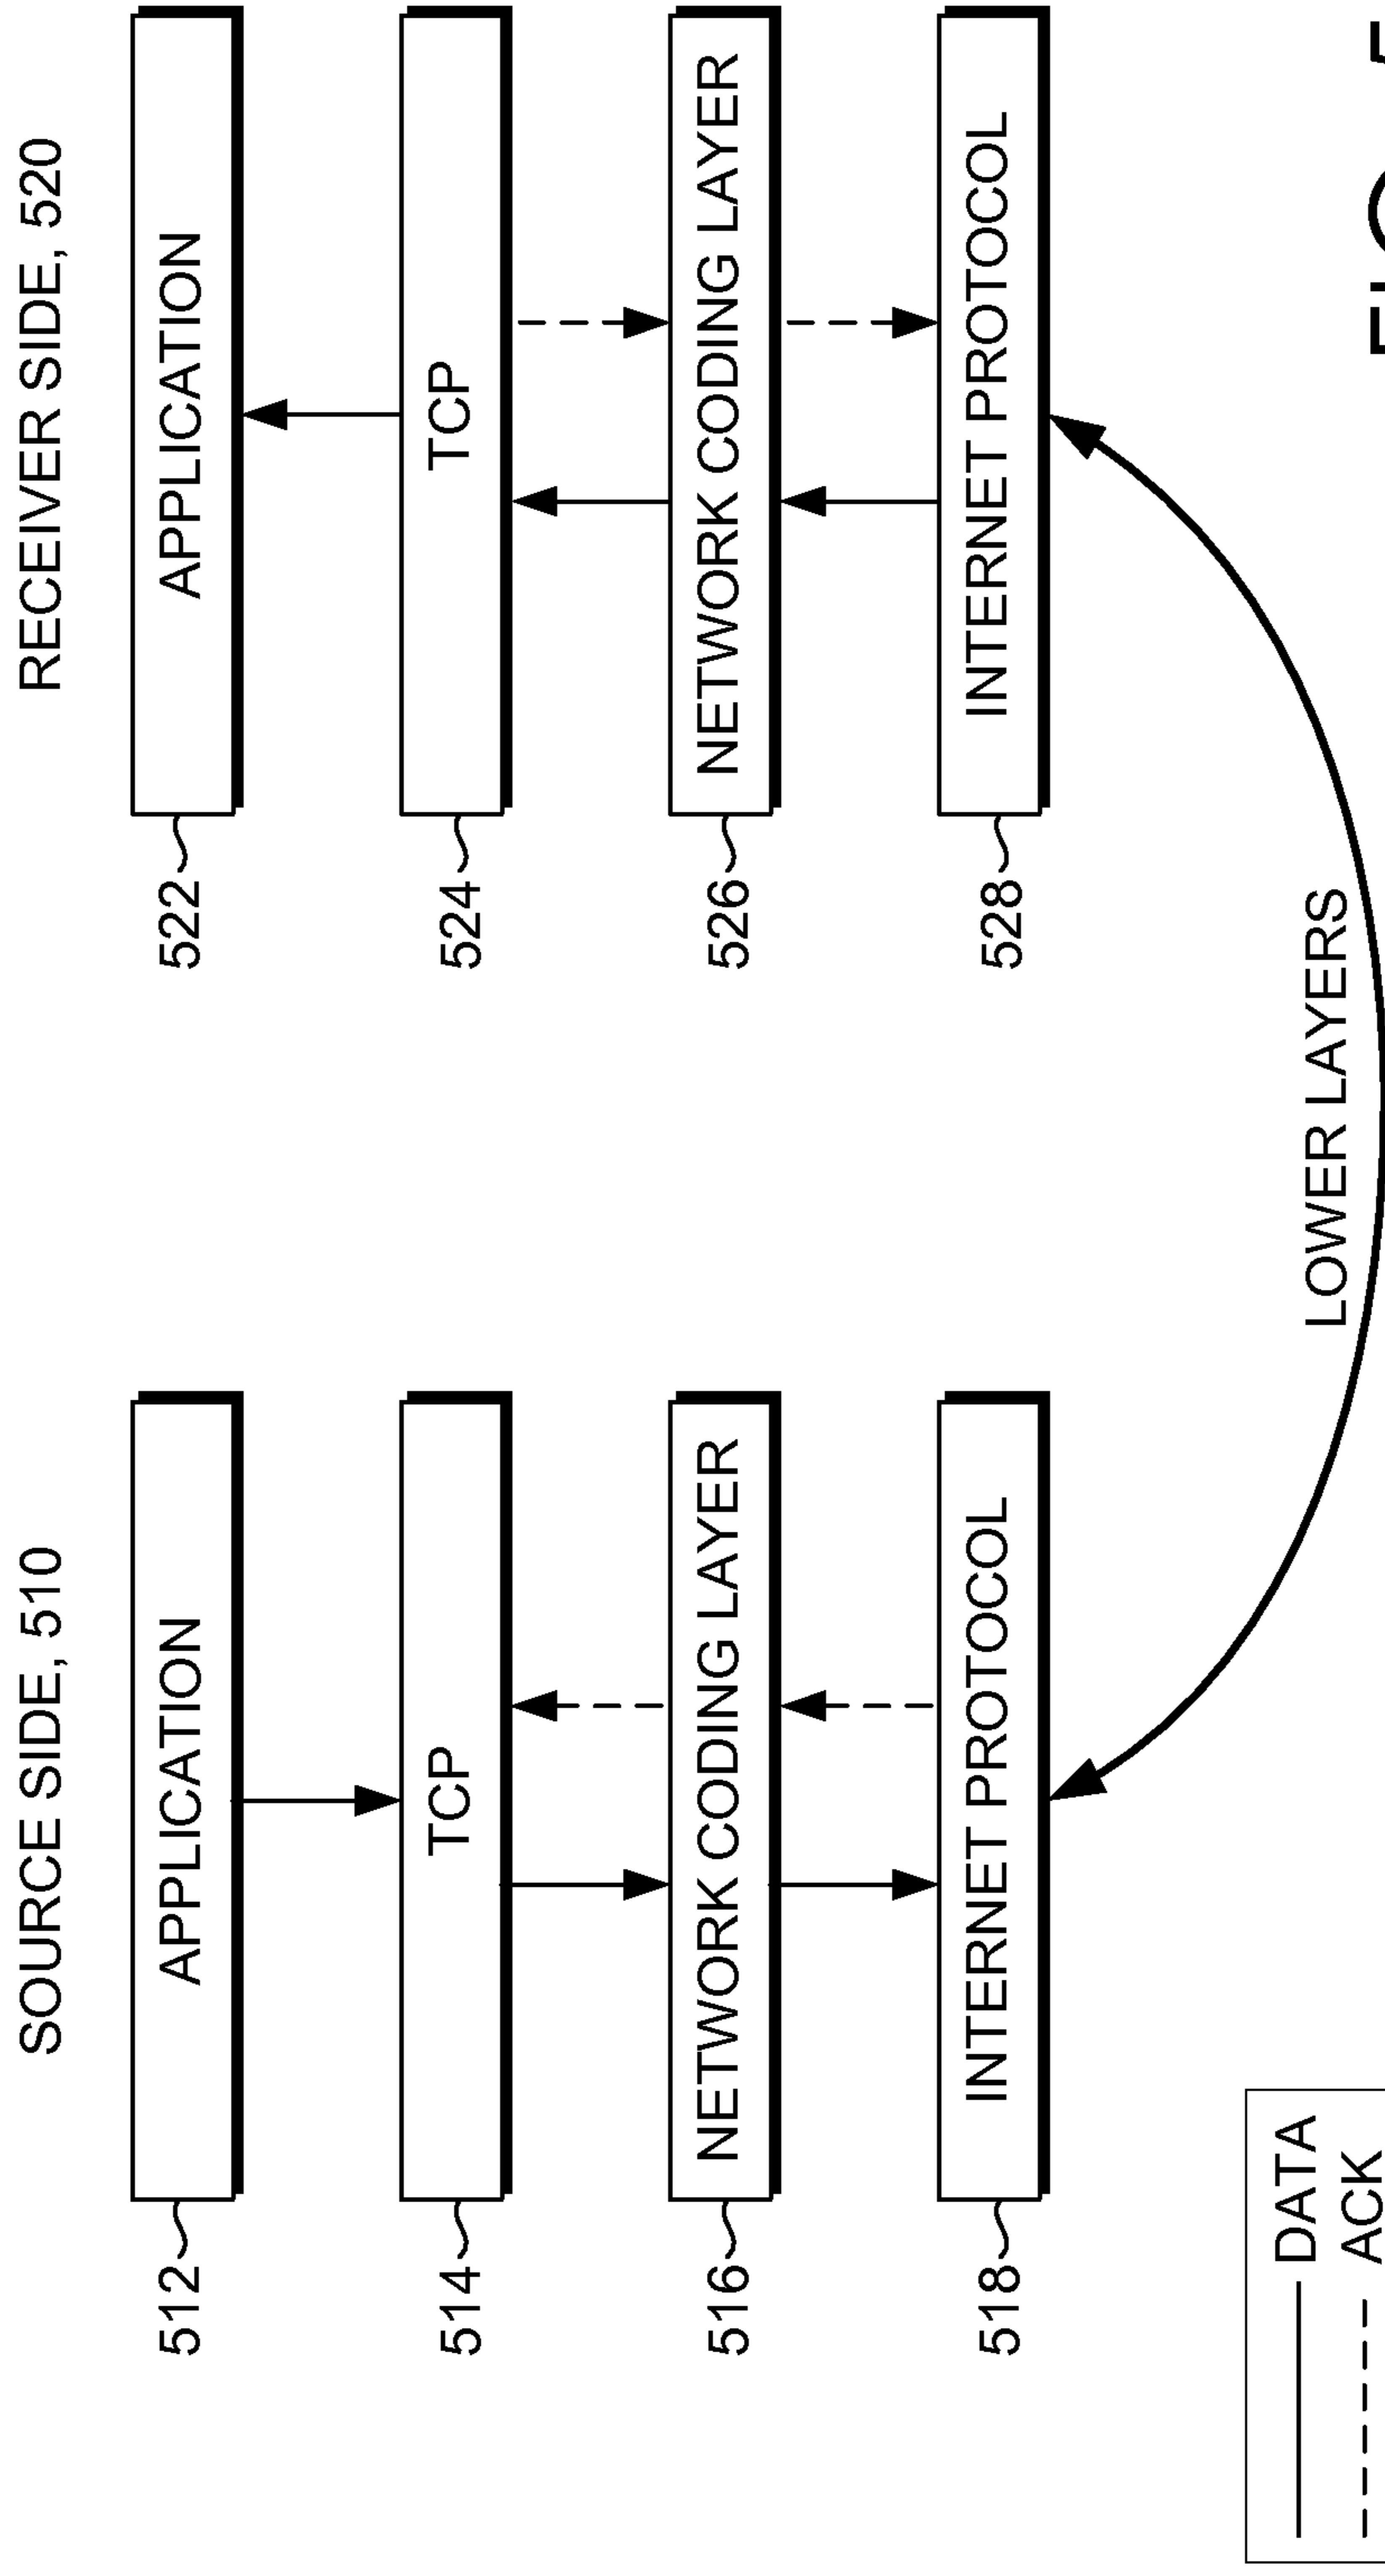 SOURCE SIDE, 510
512
APPLICATION
514
TCP
516
NETWORK CODING LAYER
518
INTERNET PROTOCOL
RECEIVER SIDE, 520
522
APPLICATION
524
TCP
526
NETWORK CODING LAYER
528
INTERNET PROTOCOL
LOWER LAYERS
DATA
ACK